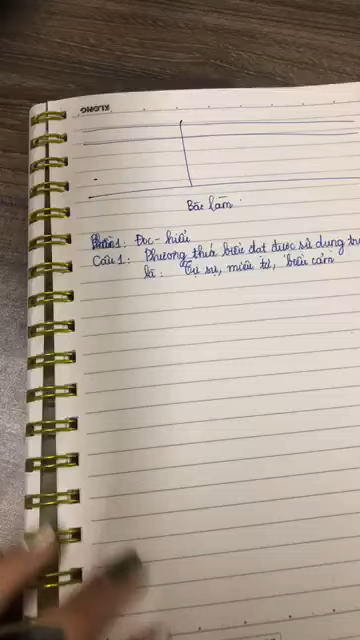 KLONG
Bài làm
Phần 1: Đọc - hiểu
Câu 1: Phương thức biểu đạt được sử dụng
là: Tự sự, miêu tả, biểu cảm